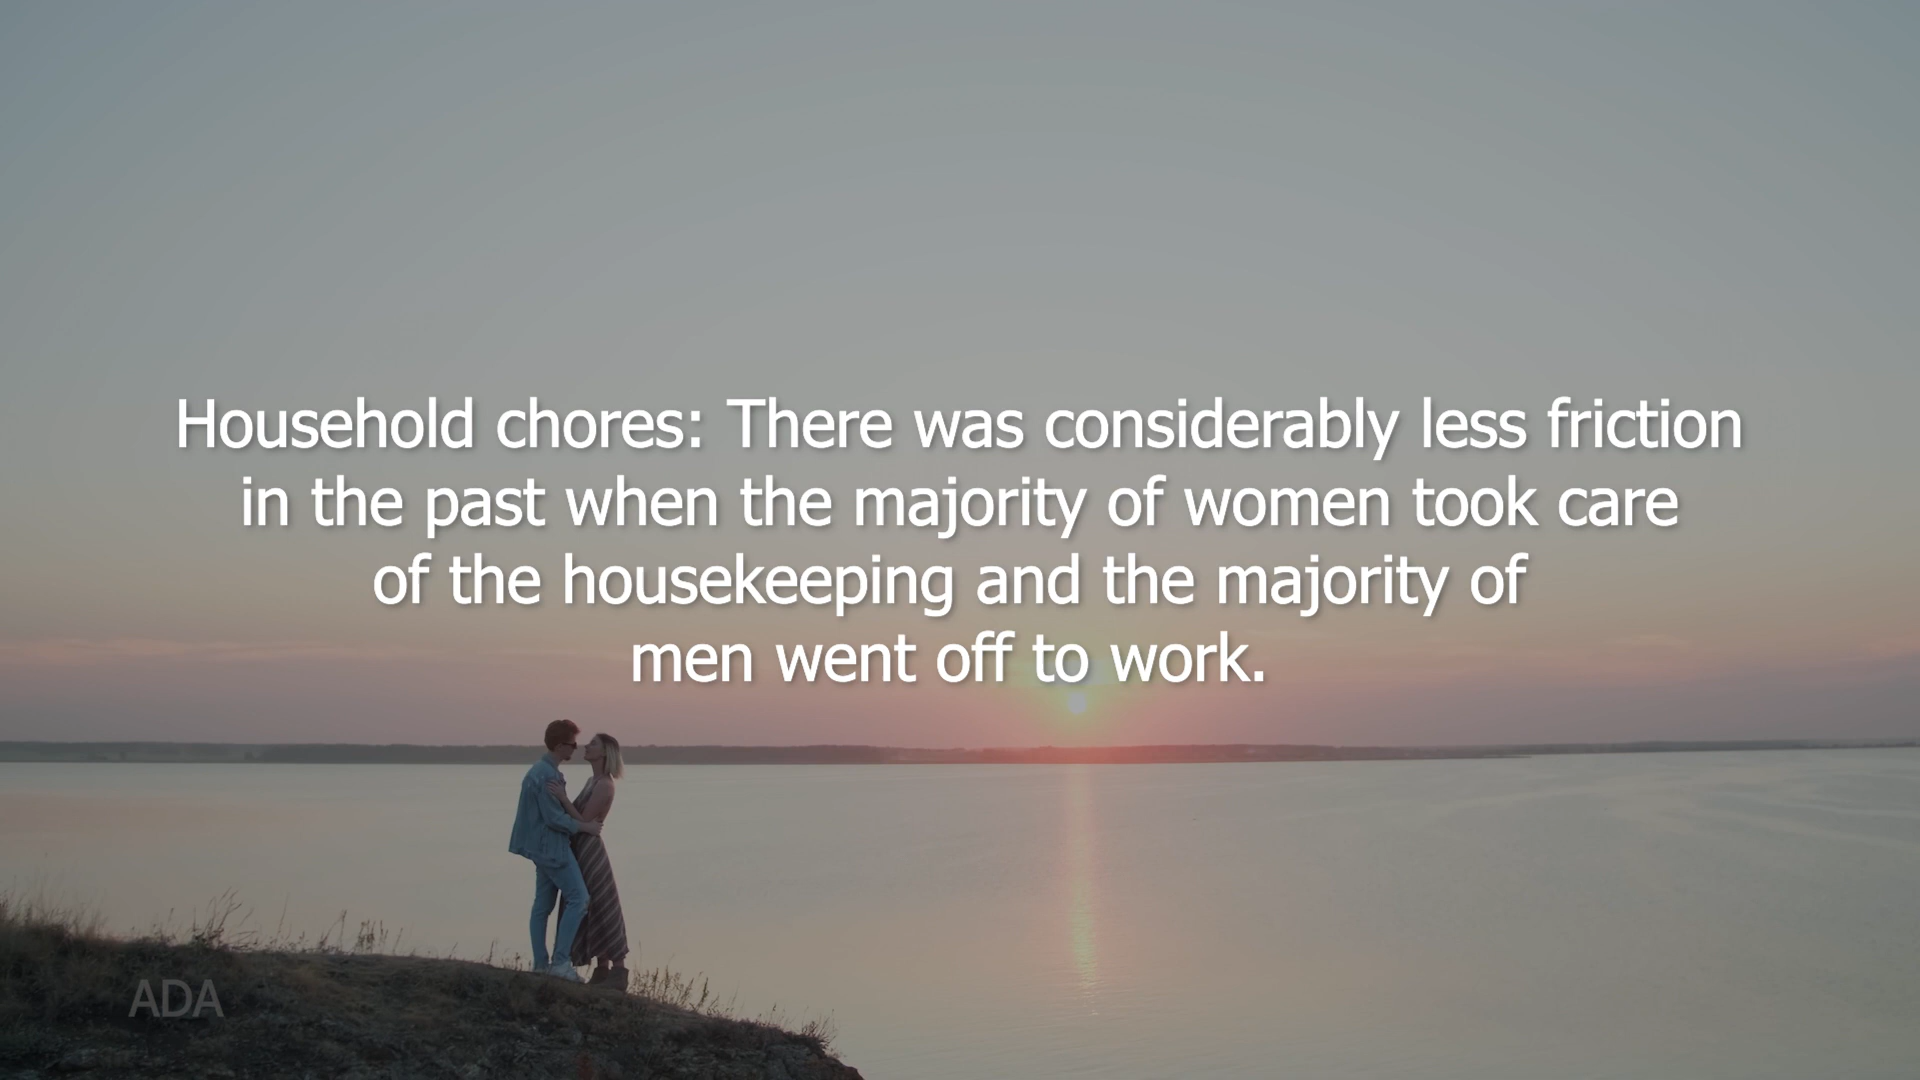 Household chores: There was considerably less friction
in the past when the majority of women took care
of the housekeeping and the majority of
men went off to work.
ADA